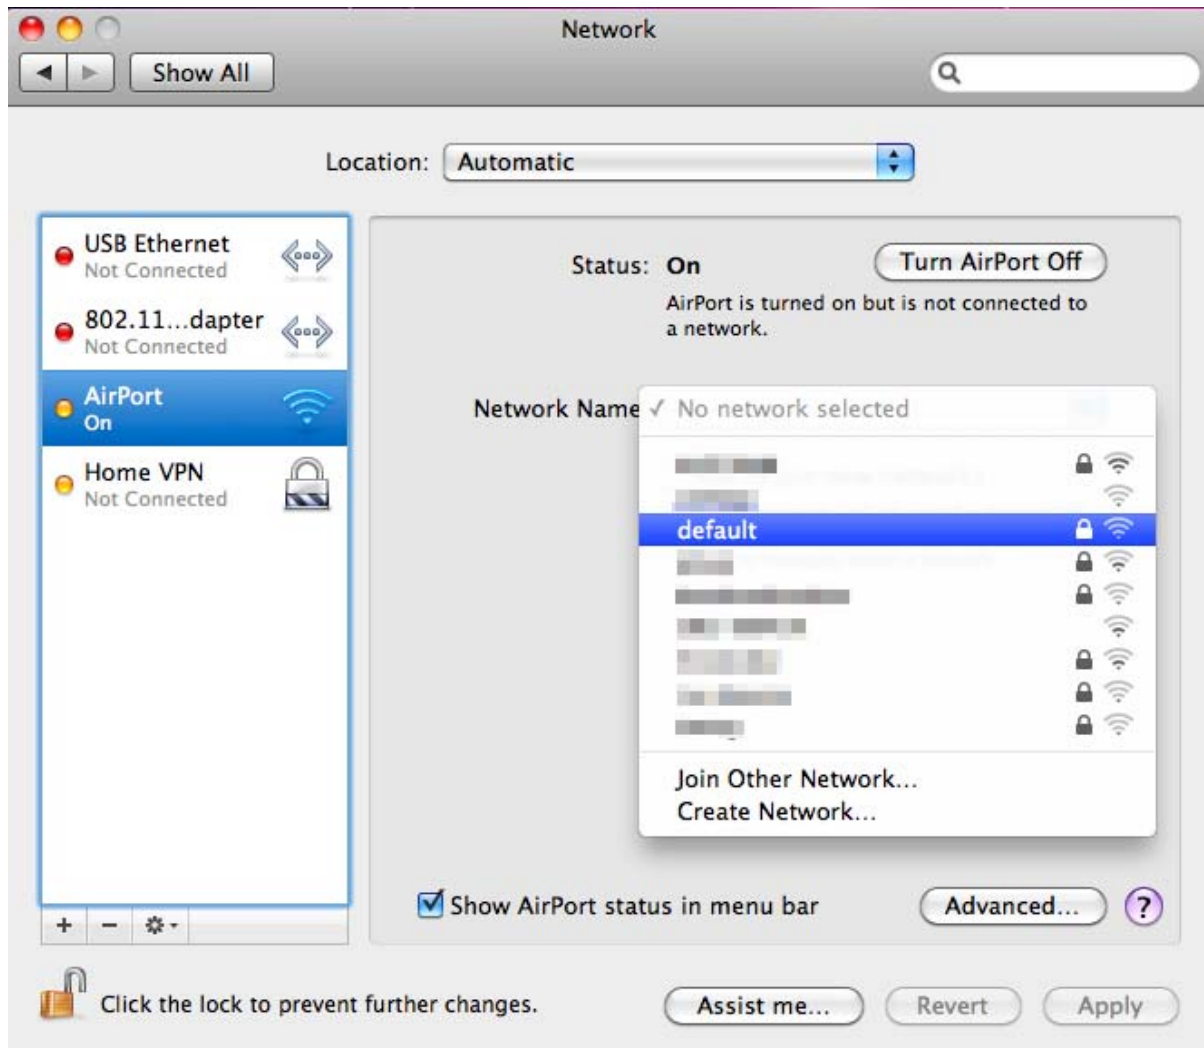 Network
Show All
Location: Automatic
USB Ethernet
Not Connected
802.11...dapter
Not Connected
AirPort
On
Home VPN
Not Connected
Status: On
Turn AirPort Off
AirPort is turned on but is not connected to
a network.
Network Name
✓ No network selected
default
Join Other Network...
Create Network...
Show AirPort status in menu bar
Advanced...
?
Click the lock to prevent further changes.
Assist me...
Revert
Apply